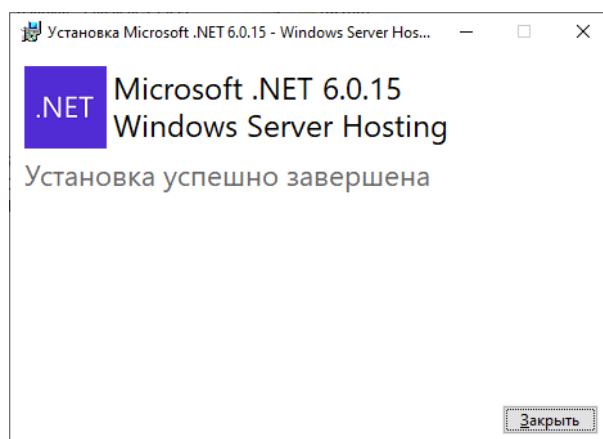 Установка Microsoft .NET 6.0.15 - Windows Server Hos...
.NET
Microsoft .NET 6.0.15
Windows Server Hosting
Установка успешно завершена
Закрыть